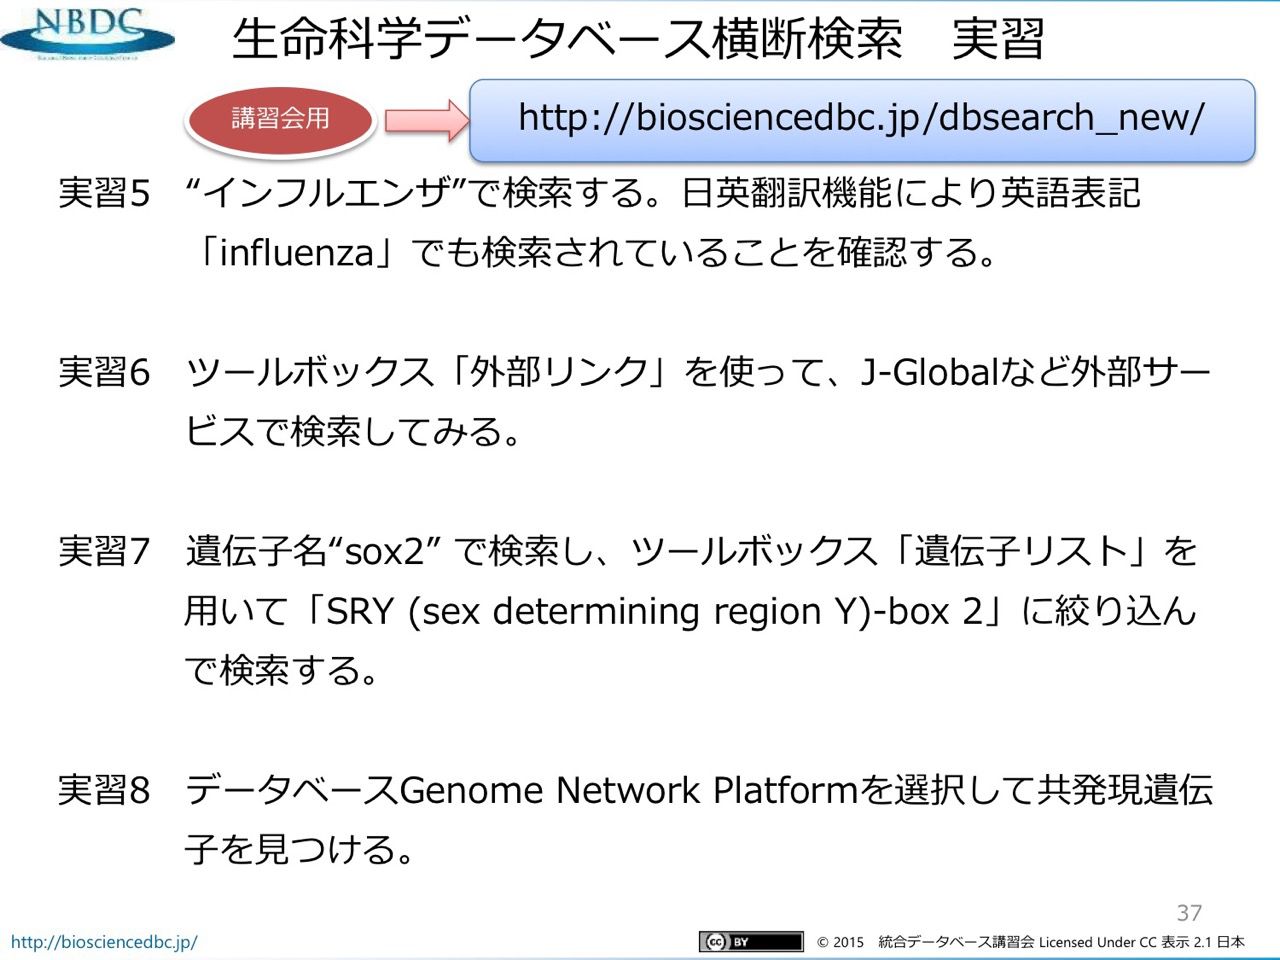 NBDC
生命科学データベース横断検索　実習
講習会用
http://biosciencedbc.jp/dbsearch_new/
実習5　“インフルエンザ”で検索する。日英翻訳機能により英語表記
「influenza」でも検索されていることを確認する。
実習6　ツールボックス「外部リンク」を使って、J-Globalなど外部サー
ビスで検索してみる。
実習7　遺伝子名“sox2” で検索し、ツールボックス「遺伝子リスト」を
用いて「SRY (sex determining region Y)-box 2」に絞り込ん
で検索する。
実習8　データベースGenome Network Platformを選択して共発現遺伝
子を見つける。
37
http://biosciencedbc.jp/
cc BY
© 2015　統合データベース講習会 Licensed Under CC 表示 2.1 日本